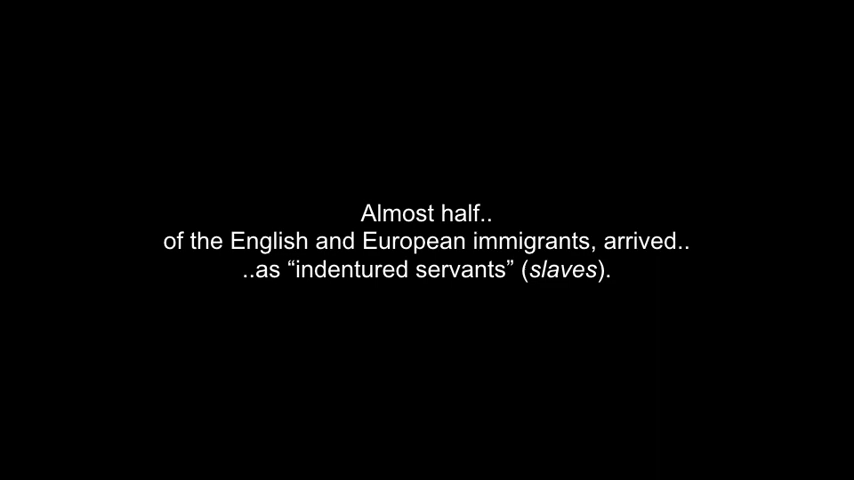 Almost half..
of the English and European immigrants, arrived..
..as “indentured servants” (slaves).